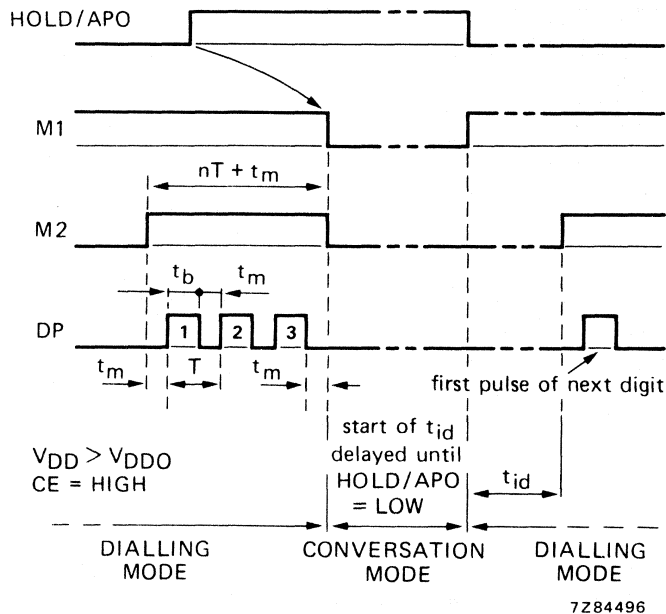 HOLD/APO
M1
nT + tm
M2
tb
tm
DP
1
2
3
tm
T
tm
first pulse of next digit
VDD > VDDO
CE = HIGH
start of tid
delayed until
HOLD/APO
= LOW
tid
DIALLING
MODE
CONVERSATION
MODE
DIALLING
MODE
7Z84496